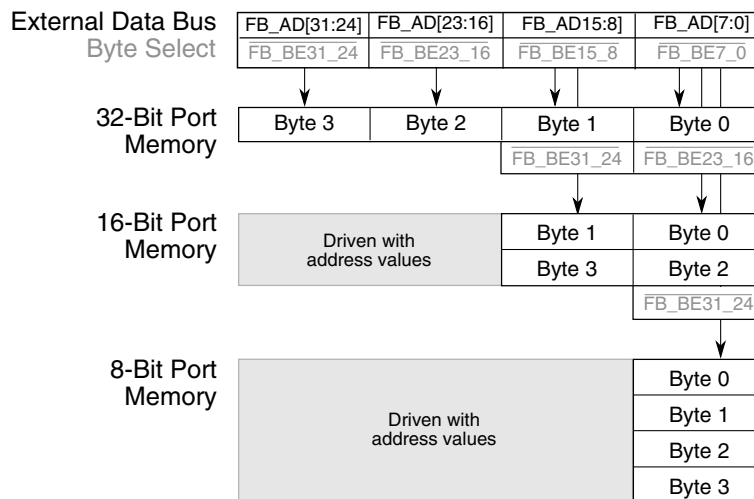 External Data Bus FB_AD[31:24] FB_AD[23:16] FB_AD15:8] FB_AD[7:0]
Byte Select FB_BE31_24 FB_BE23_16 FB_BE15_8 FB_BE7_0
32-Bit Port Byte 3 Byte 2 Byte 1 Byte 0
Memory
FB_BE31_24 FB_BE23_16
16-Bit Port
Memory
Driven with
address values
Byte 1 Byte 0
Byte 3 Byte 2
FB_BE31_24
8-Bit Port
Memory
Driven with
address values
Byte 0
Byte 1
Byte 2
Byte 3